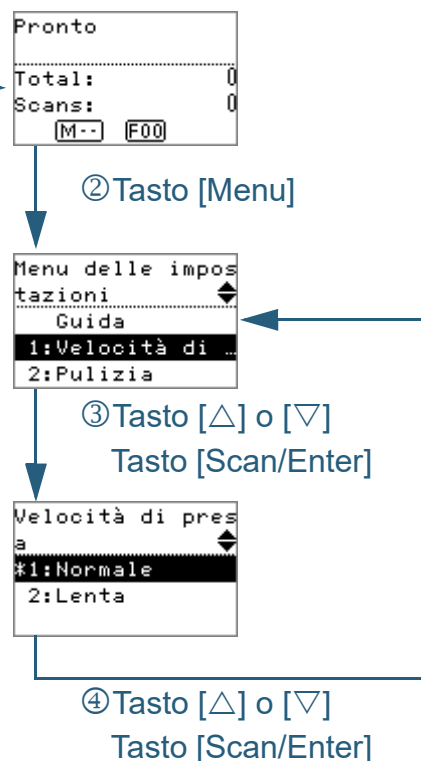 Pronto
Total: 0
Scans: 0
M-- F00
②Tasto [Menu]
Menu delle impos
tazioni
Guida
1:Velocità di …
2:Pulizia
③Tasto [△] o [▽]
Tasto [Scan/Enter]
Velocità di pres
a
*1:Normale
2:Lenta
④Tasto [△] o [▽]
Tasto [Scan/Enter]